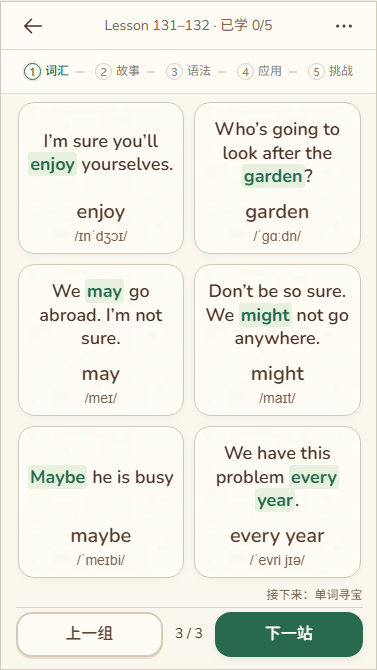 Lesson 131–132 · 已学 0/5
1 词汇 – 2 故事 – 3 语法 – 4 应用 – 5 挑战
I'm sure you'll
enjoy yourselves.
enjoy
/ɪnˈdʒɔɪ/
Who's going to
look after the
garden?
garden
/ˈɡɑːdn/
We may go
abroad. I'm not
sure.
may
/meɪ/
Don't be so sure.
We might not go
anywhere.
might
/maɪt/
Maybe he is busy
maybe
/ˈmeɪbi/
We have this
problem every
year.
every year
/ˈevri jɪə/
接下来：单词寻宝
上一组
3 / 3
下一站